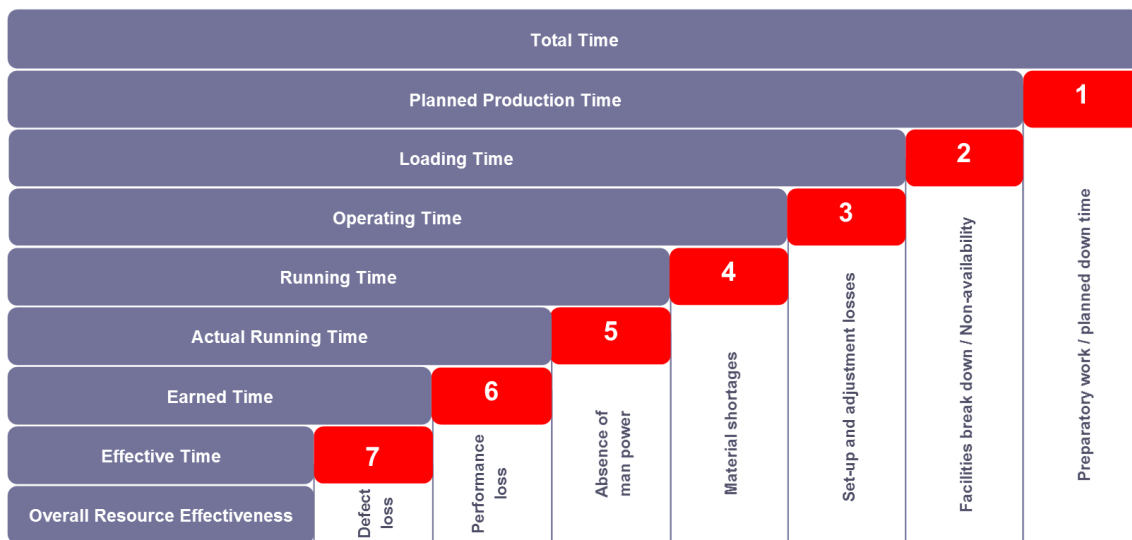 Total Time
Planned Production Time
1
Loading Time
2
Operating Time
3
Running Time
4
Actual Running Time
5
Earned Time
6
Effective Time
7
Overall Resource Effectiveness
Defect
loss
Performance
loss
Absence of
man power
Material shortages
Set-up and adjustment losses
Facilities break down / Non-availability
Preparatory work / planned down time